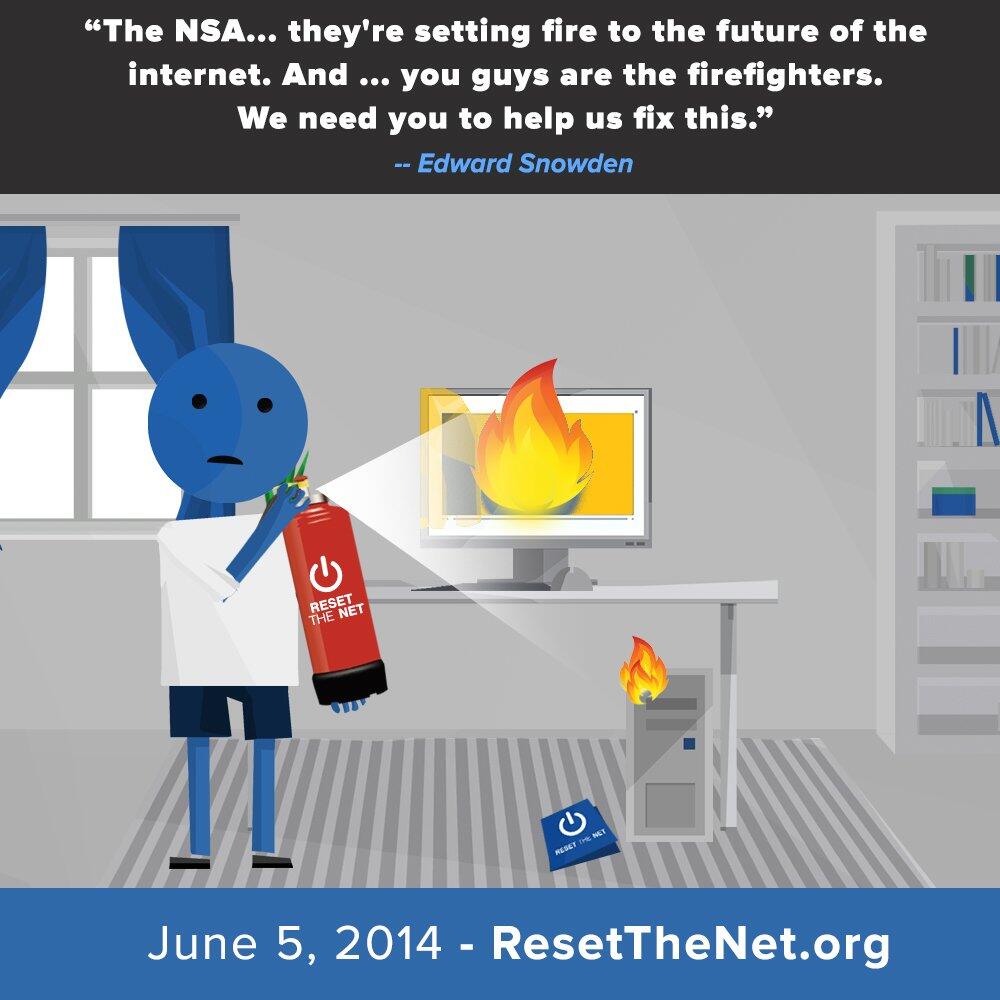 “The NSA... they're setting fire to the future of the
internet. And ... you guys are the firefighters.
We need you to help us fix this.”
-- Edward Snowden
RESET
THE NET
RESET THE NET
June 5, 2014 - ResetTheNet.org